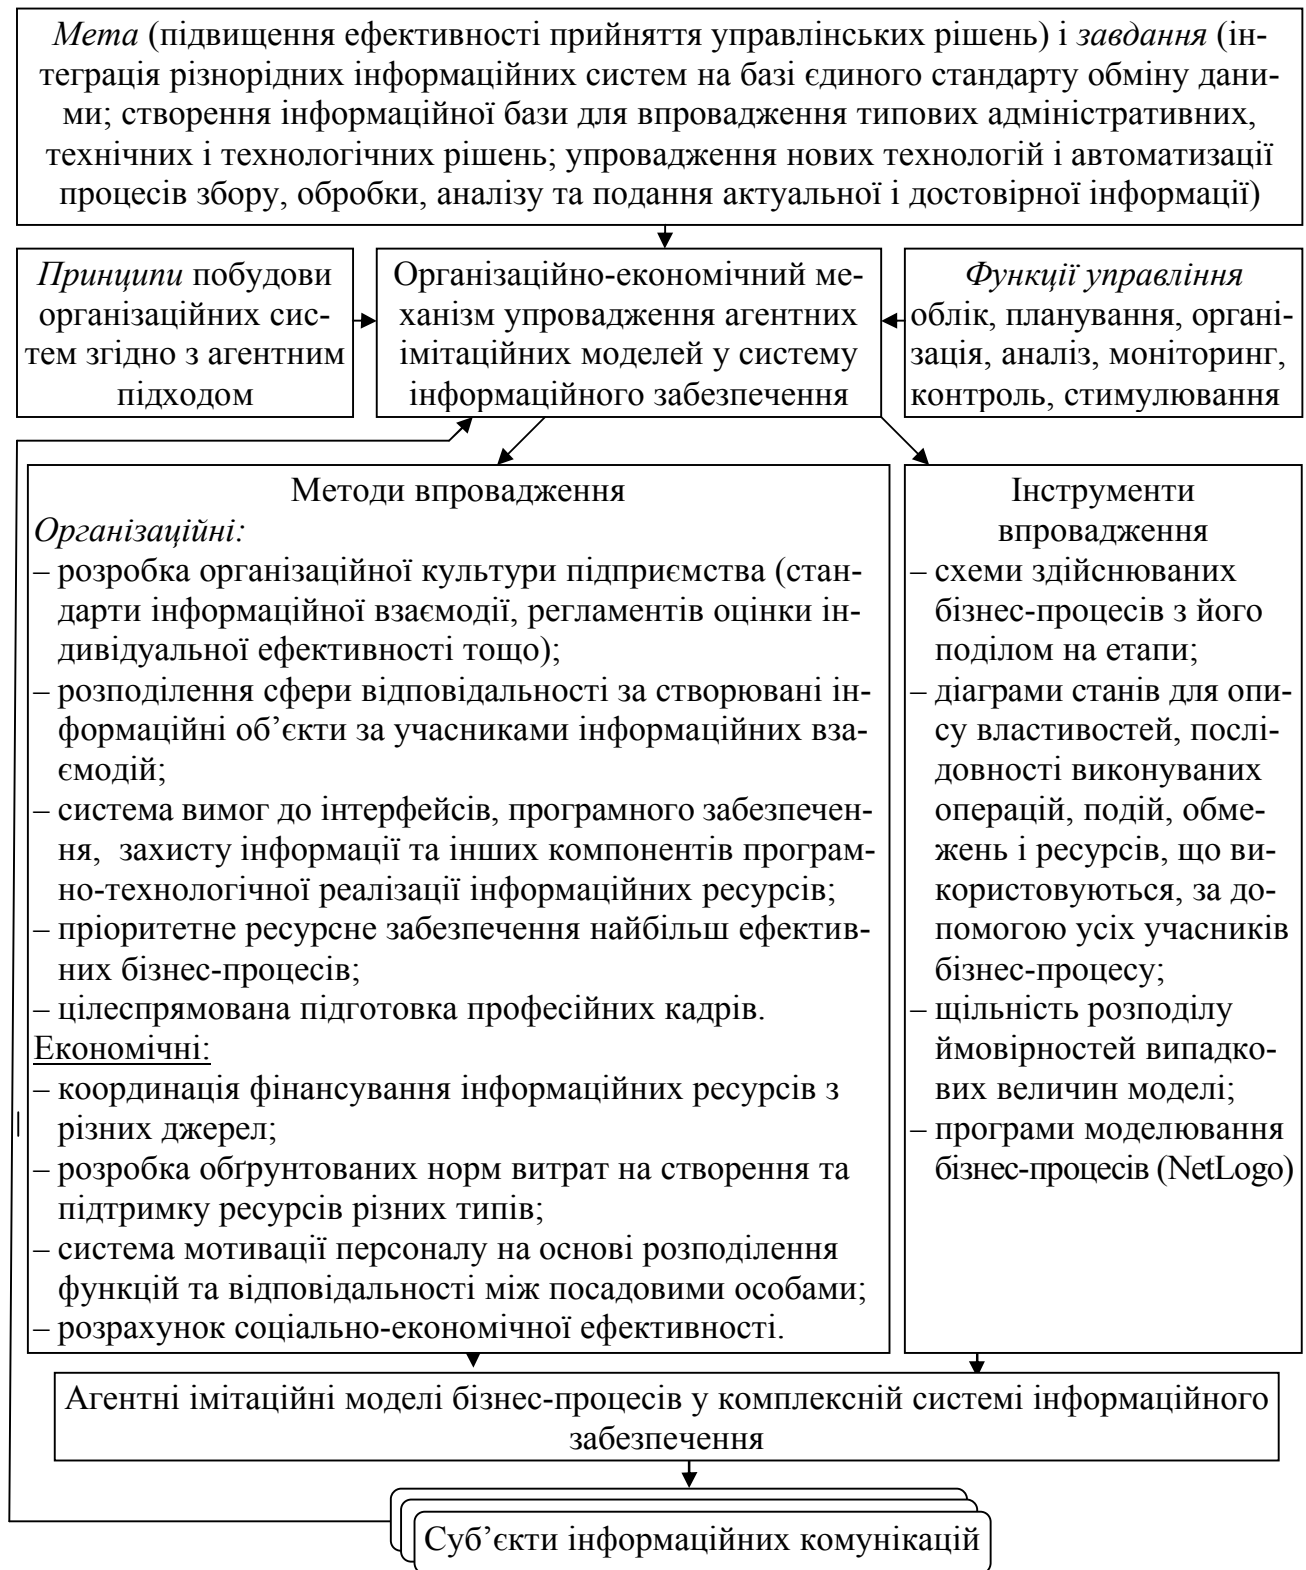 Мета (підвищення ефективності прийняття управлінських рішень) і завдання (ін-
теграція різнорідних інформаційних систем на базі єдиного стандарту обміну дани-
ми; створення інформаційної бази для впровадження типових адміністративних,
технічних і технологічних рішень; упровадження нових технологій і автоматизації
процесів збору, обробки, аналізу та подання актуальної і достовірної інформації)
Принципи побудови
організаційних сис-
тем згідно з агентним
підходом
Організаційно-економічний ме-
ханізм упровадження агентних
імітаційних моделей у систему
інформаційного забезпечення
Функції управління
облік, планування, органі-
зація, аналіз, моніторинг,
контроль, стимулювання
Методи впровадження
Організаційні:
– розробка організаційної культури підприємства (стан-
дарти інформаційної взаємодії, регламентів оцінки ін-
дивідуальної ефективності тощо);
– розподілення сфери відповідальності за створювані ін-
формаційні об’єкти за учасниками інформаційних вза-
ємодій;
– система вимог до інтерфейсів, програмного забезпечен-
ня, захисту інформації та інших компонентів програм-
но-технологічної реалізації інформаційних ресурсів;
– пріоритетне ресурсне забезпечення найбільш ефектив-
них бізнес-процесів;
– цілеспрямована підготовка професійних кадрів.
Економічні:
– координація фінансування інформаційних ресурсів з
різних джерел;
– розробка обґрунтованих норм витрат на створення та
підтримку ресурсів різних типів;
– система мотивації персоналу на основі розподілення
функцій та відповідальності між посадовими особами;
– розрахунок соціально-економічної ефективності.
Інструменти
впровадження
– схеми здійснюваних
бізнес-процесів з його
поділом на етапи;
– діаграми станів для опи-
су властивостей, послі-
довності виконуваних
операцій, подій, обме-
жень і ресурсів, що ви-
користовуються, за до-
помогою усіх учасників
бізнес-процесу;
– щільність розподілу
ймовірностей випадко-
вих величин моделі;
– програми моделювання
бізнес-процесів (NetLogo)
Агентні імітаційні моделі бізнес-процесів у комплексній системі інформаційного
забезпечення
Суб’єкти інформаційних комунікацій